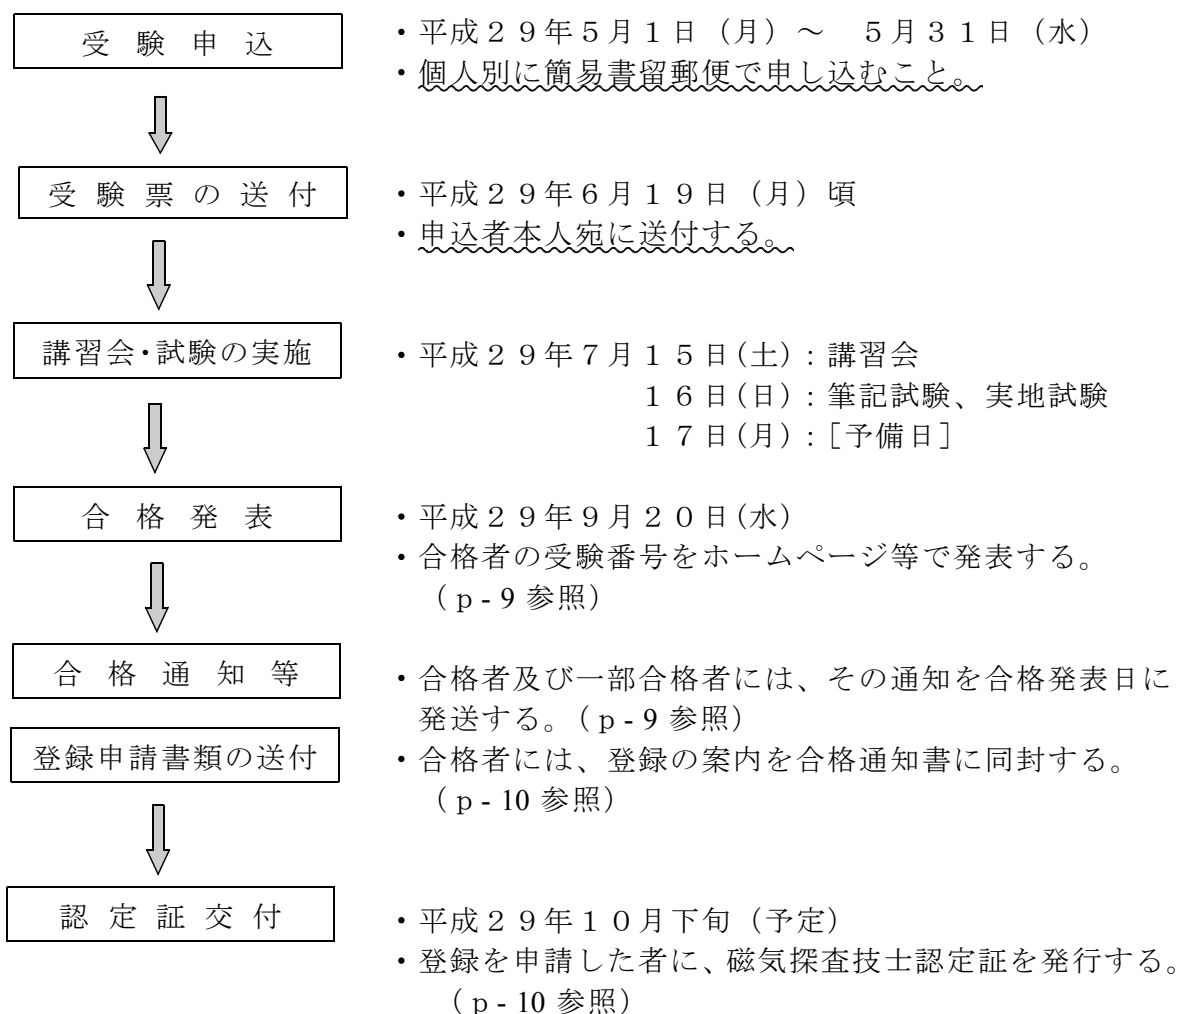 受験申込
・平成２９年５月１日（月）～　５月３１日（水）
・個人別に簡易書留郵便で申し込むこと。
受験票の送付
・平成２９年６月１９日（月）頃
・申込者本人宛に送付する。
講習会･試験の実施
・平成２９年７月１５日(土)：講習会
１６日(日)：筆記試験、実地試験
１７日(月)：［予備日］
合格発表
・平成２９年９月２０日(水)
・合格者の受験番号をホームページ等で発表する。
（ｐ- 9 参照）
合格通知等
・合格者及び一部合格者には、その通知を合格発表日に
発送する。（ｐ- 9 参照）
登録申請書類の送付
・合格者には、登録の案内を合格通知書に同封する。
（ｐ- 10 参照）
認定証交付
・平成２９年１０月下旬（予定）
・登録を申請した者に、磁気探査技士認定証を発行する。
（ｐ- 10 参照）